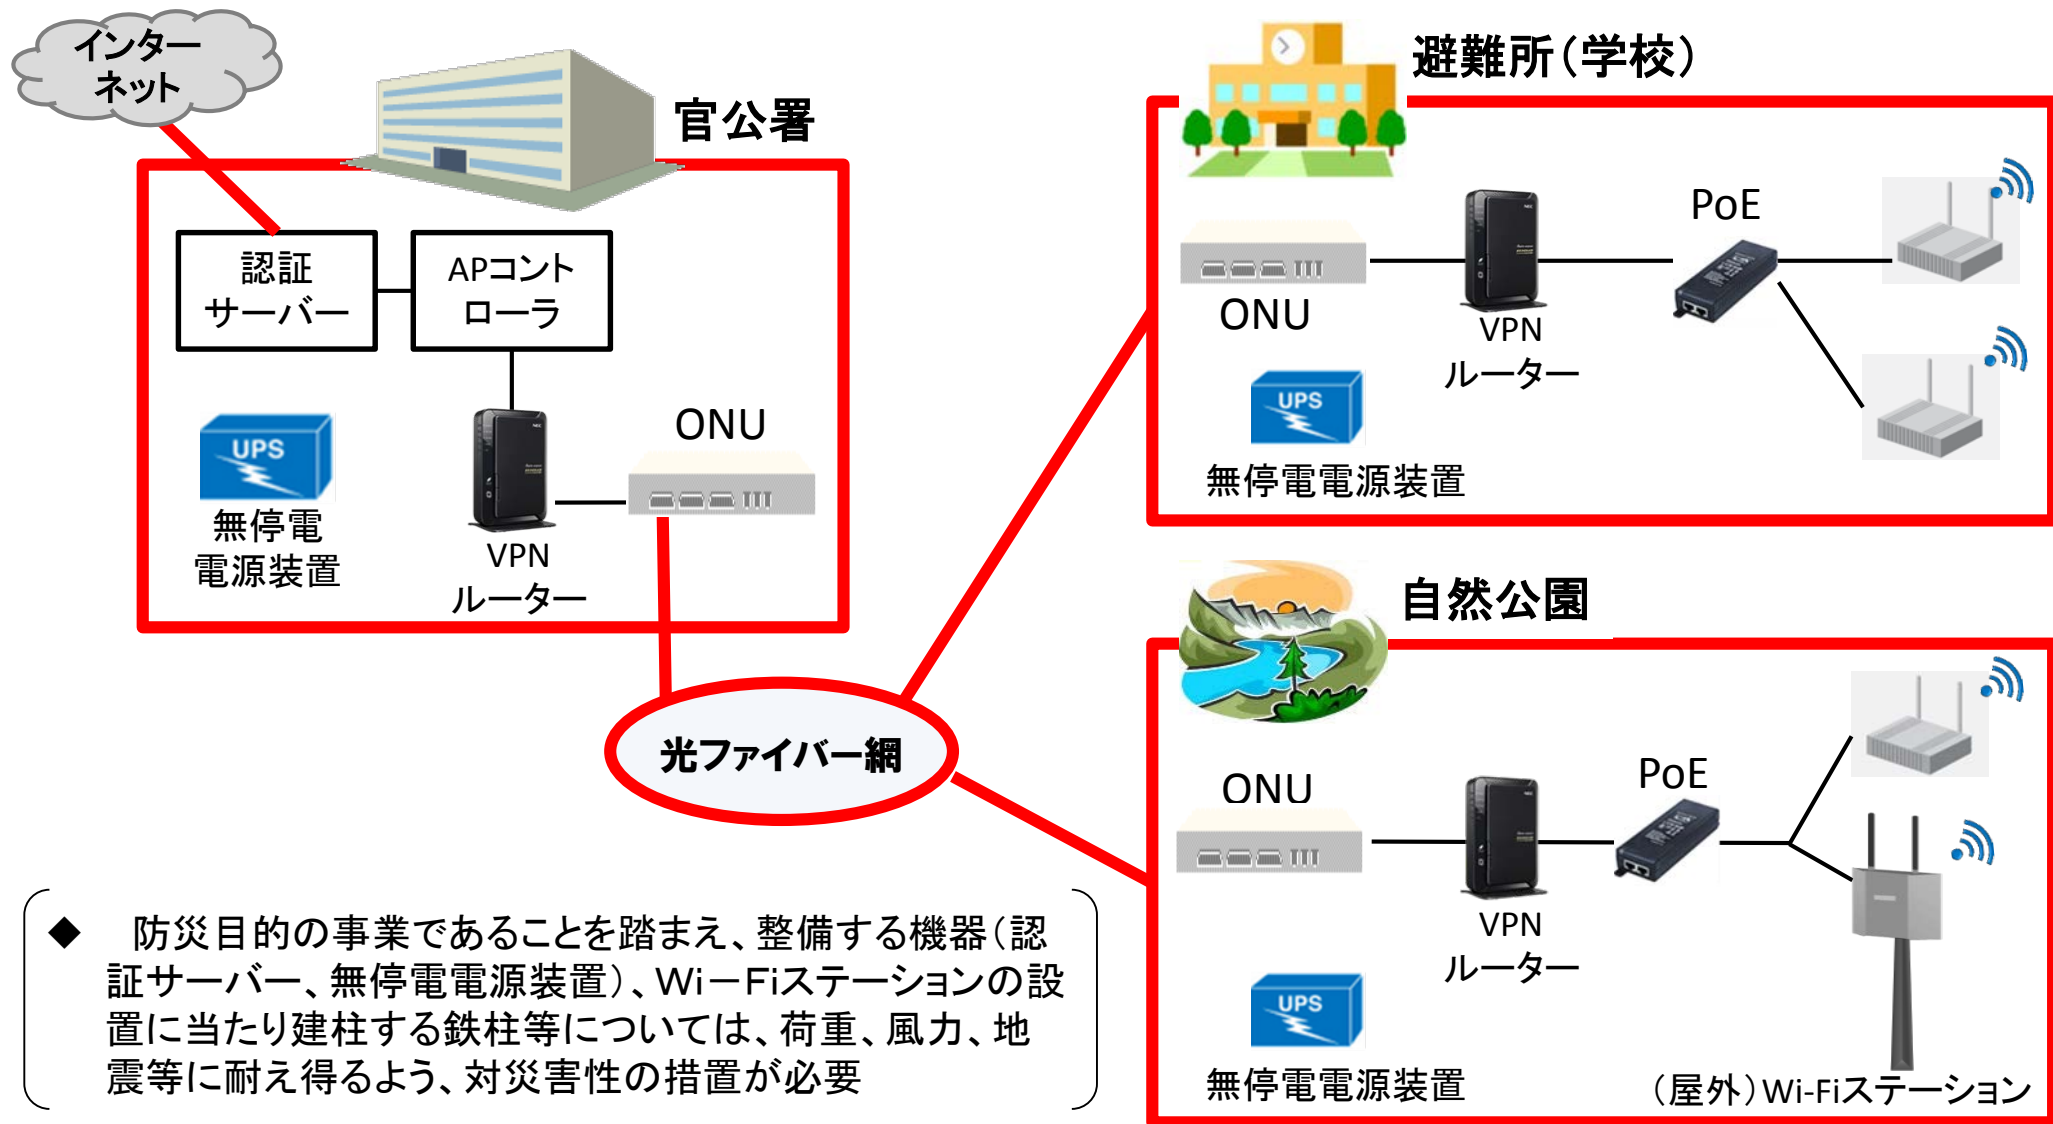 インター
ネット
官公署
認証
サーバー
APコント
ローラ
UPS
無停電
電源装置
VPN
ルーター
ONU
光ファイバー網
避難所(学校)
ONU
VPN
ルーター
PoE
UPS
無停電電源装置
自然公園
ONU
VPN
ルーター
PoE
UPS
無停電電源装置
(屋外)Wi-Fiステーション
◆ 防災目的の事業であることを踏まえ、整備する機器(認
証サーバー、無停電電源装置)、Wi-Fiステーションの設
置に当たり建柱する鉄柱等については、荷重、風力、地
震等に耐え得るよう、対災害性の措置が必要